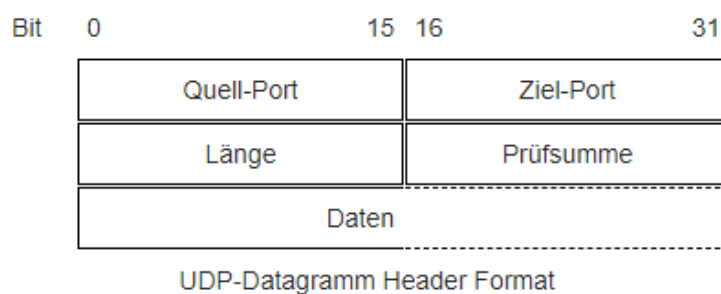 Bit 0 15 16 31
Quell-Port Ziel-Port
Länge Prüfsumme
Daten
UDP-Datagramm Header Format